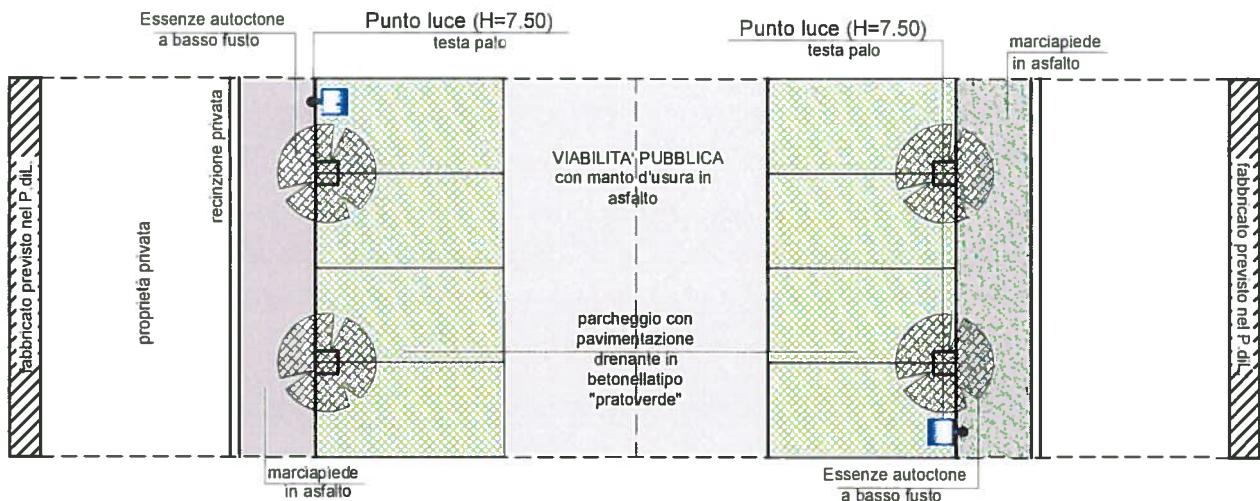 Essenze autoctone
a basso fusto
Punto luce (H=7.50)
testa palo
Punto luce (H=7.50)
testa palo
marciapiede
in asfalto
fabbricato previsto nel P.diL.
proprietà privata
recinzione privata
VIABILITA' PUBBLICA
con manto d'usura in
asfalto
parcheggio con
pavimentazione
drenante in
betonellatipo
"pratoverde"
fabbricato previsto nel P.diL.
marciapiede
in asfalto
Essenze autoctone
a basso fusto